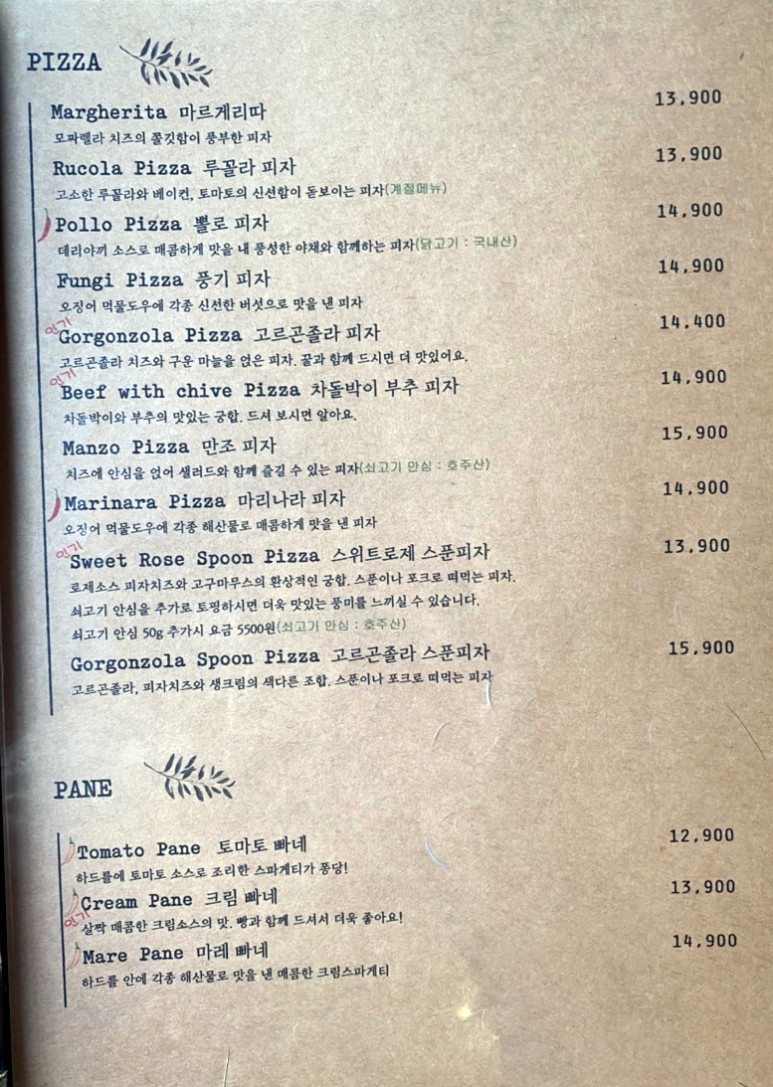 PIZZA
Margherita 마르게리따 13,900
모짜렐라 치즈의 쫄깃함이 풍부한 피자
Rucola Pizza 루꼴라 피자 13,900
고소한 루꼴라와 베이컨, 토마토의 신선함이 돋보이는 피자(계절메뉴)
Pollo Pizza 뽈로 피자 14,900
데리야끼 소스로 매콤하게 맛을 내 풍성한 야채와 함께하는 피자(닭고기 : 국내산)
Fungi Pizza 풍기 피자 14,900
오징어 먹물도우에 각종 신선한 버섯으로 맛을 낸 피자
인기
Gorgonzola Pizza 고르곤졸라 피자 14,400
고르곤졸라 치즈와 구운 마늘을 얹은 피자. 꿀과 함께 드시면 더 맛있어요.
인기
Beef with chive Pizza 차돌박이 부추 피자 14,900
차돌박이와 부추의 맛있는 궁합. 드셔 보시면 알아요.
Manzo Pizza 만조 피자 15,900
치즈에 안심을 얹어 샐러드와 함께 즐길 수 있는 피자(쇠고기 안심 : 호주산)
Marinara Pizza 마리나라 피자 14,900
오징어 먹물도우에 각종 해산물로 매콤하게 맛을 낸 피자
인기
Sweet Rose Spoon Pizza 스위트로제 스푼피자 13,900
로제소스 피자치즈와 고구마무스의 환상적인 궁합. 스푼이나 포크로 떠먹는 피자.
쇠고기 안심을 추가로 토핑하시면 더욱 맛있는 풍미를 느끼실 수 있습니다.
쇠고기 안심 50g 추가시 요금 5500원(쇠고기 안심 : 호주산)
Gorgonzola Spoon Pizza 고르곤졸라 스푼피자 15,900
고르곤졸라, 피자치즈와 생크림의 색다른 조합. 스푼이나 포크로 떠먹는 피자
PANE
Tomato Pane 토마토 빠네 12,900
하드롤에 토마토 소스로 조리한 스파게티가 퐁당!
Cream Pane 크림 빠네 13,900
인기
살짝 매콤한 크림소스의 맛. 빵과 함께 드셔서 더욱 좋아요!
Mare Pane 마레 빠네 14,900
하드롤 안에 각종 해산물로 맛을 낸 매콤한 크림스파게티